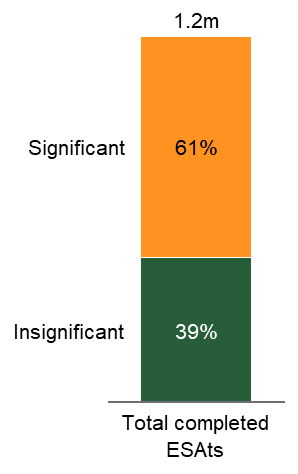 1.2m
Significant
61%
Insignificant
39%
Total completed
ESAts